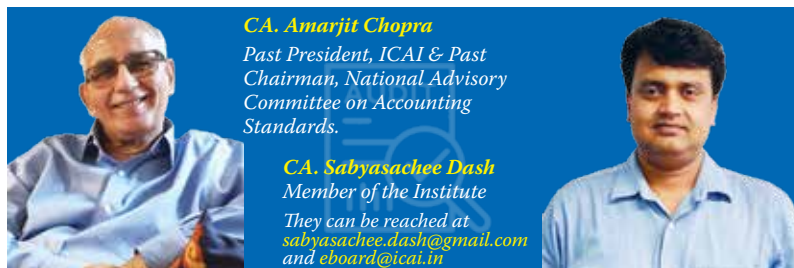 CA. Amarjit Chopra
Past President, ICAI & Past
Chairman, National Advisory
Committee on Accounting
Standards.
AUDIT
CA. Sabyasachee Dash
Member of the Institute
They can be reached at
sabyasachee.dash@gmail.com
and eboard@icai.in